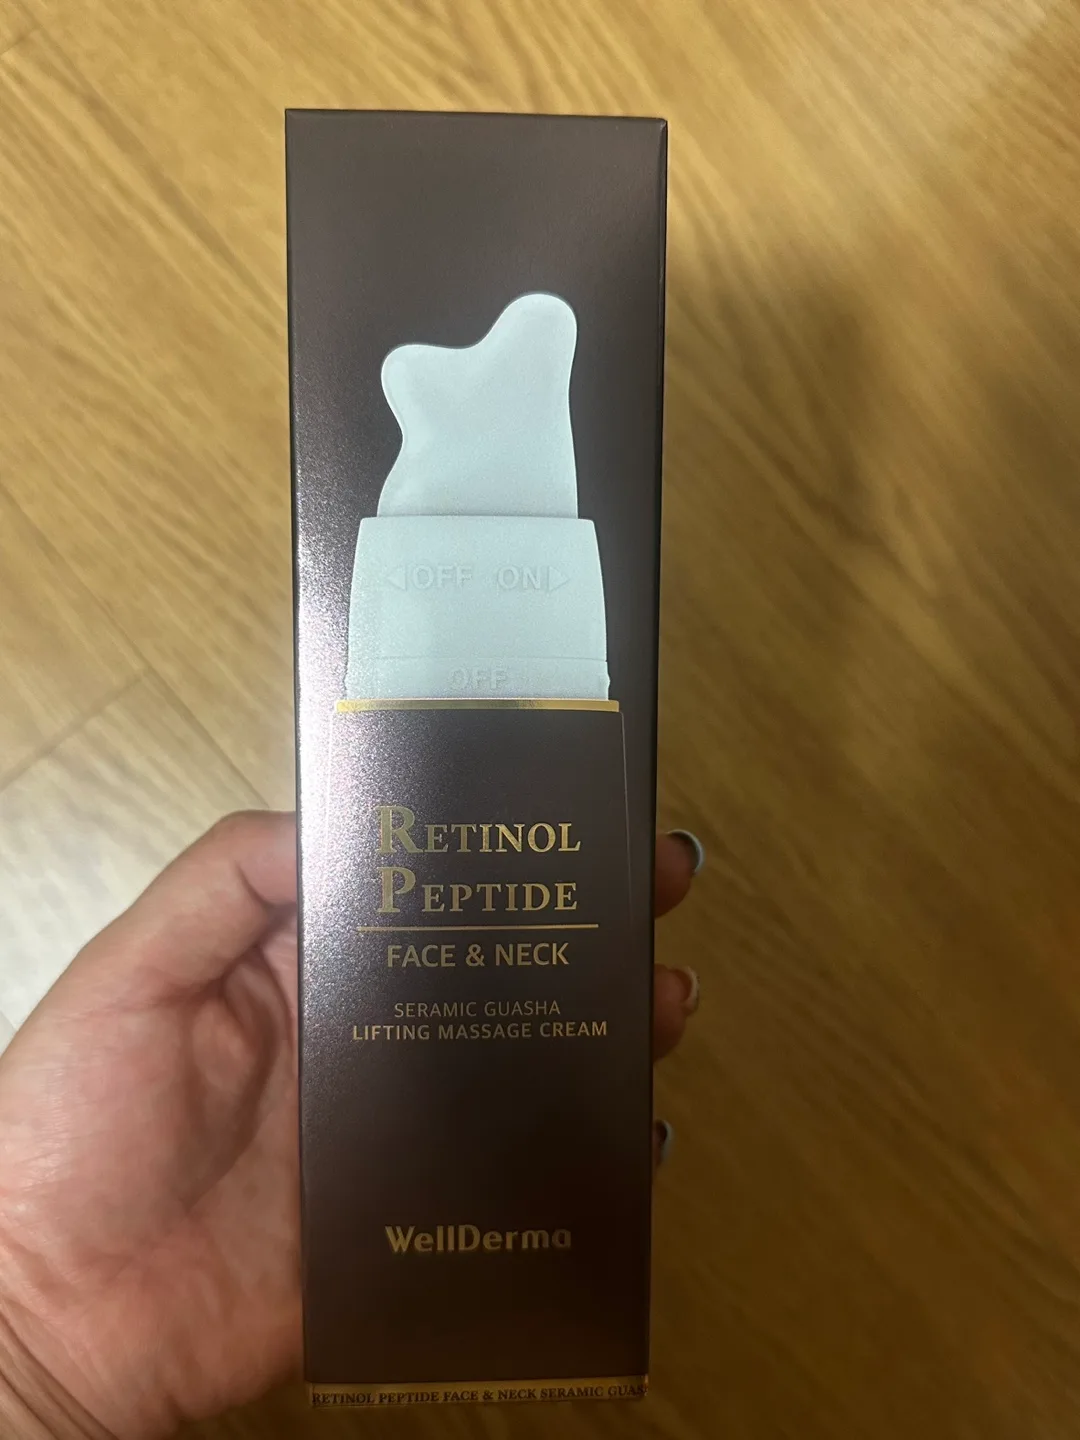 ◁OFF ON▷
OFF
RETINOL
PEPTIDE
FACE & NECK
SERAMIC GUASHA
LIFTING MASSAGE CREAM
WellDerma
RETINOL PEPTIDE FACE & NECK SERAMIC GUAS